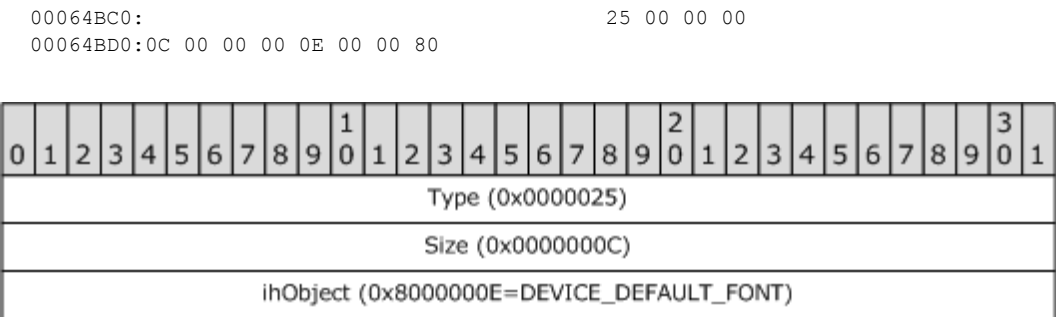 00064BC0: 25 00 00 00
00064BD0:0C 00 00 00 0E 00 00 80
1 2 3
0 1 2 3 4 5 6 7 8 9 0 1 2 3 4 5 6 7 8 9 0 1 2 3 4 5 6 7 8 9 0 1
Type (0x0000025)
Size (0x0000000C)
ihObject (0x8000000E=DEVICE_DEFAULT_FONT)